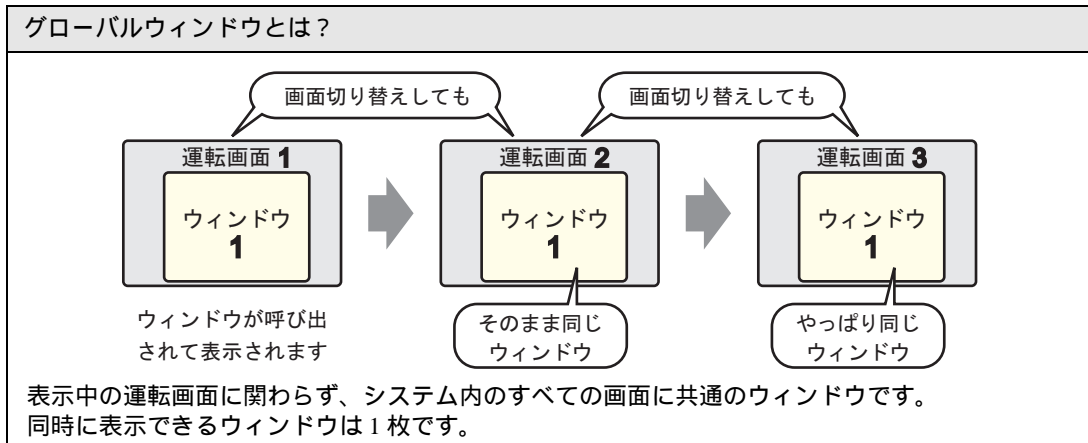 グローバルウィンドウとは？
画面切り替えしても
画面切り替えしても
運転画面 1
ウィンドウ
1
運転画面 2
ウィンドウ
1
運転画面 3
ウィンドウ
1
ウィンドウが呼び出
されて表示されます
そのまま同じ
ウィンドウ
やっぱり同じ
ウィンドウ
表示中の運転画面に関わらず、システム内のすべての画面に共通のウィンドウです。
同時に表示できるウィンドウは 1 枚です。